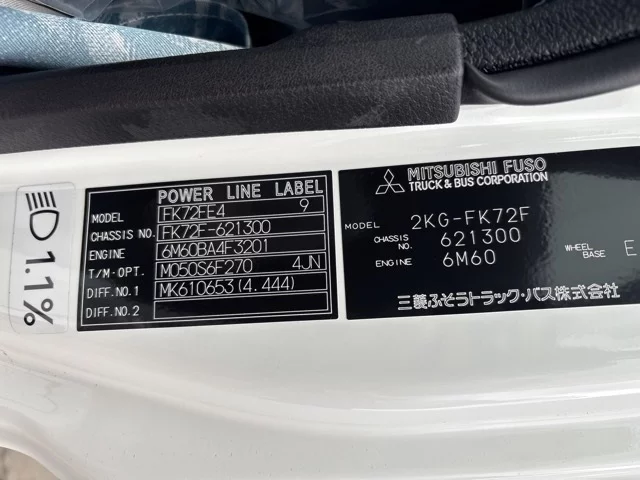 1.1%
POWER LINE LABEL
MODEL FK72FE4 9
CHASSIS NO. FK72F-621300
ENGINE 6M60BA4F3201
T/M-OPT. M050S6F270 4JN
DIFF.NO.1 MK610653(4.444)
DIFF.NO.2
MITSUBISHI FUSO
TRUCK & BUS CORPORATION
MODEL 2KG-FK72F
CHASSIS NO. 621300
ENGINE 6M60
WHEEL BASE E
三菱ふそうトラック・バス株式会社